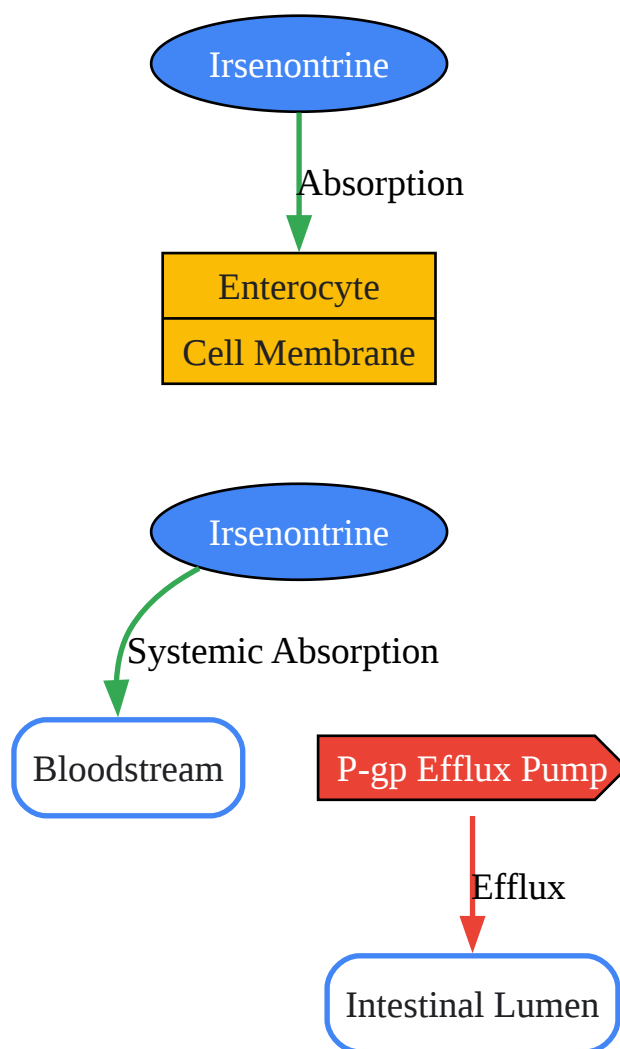 Irsenontrine
Absorption
Enterocyte
Cell Membrane
Irsenontrine
Systemic Absorption
Bloodstream
P-gp Efflux Pump
Efflux
Intestinal Lumen